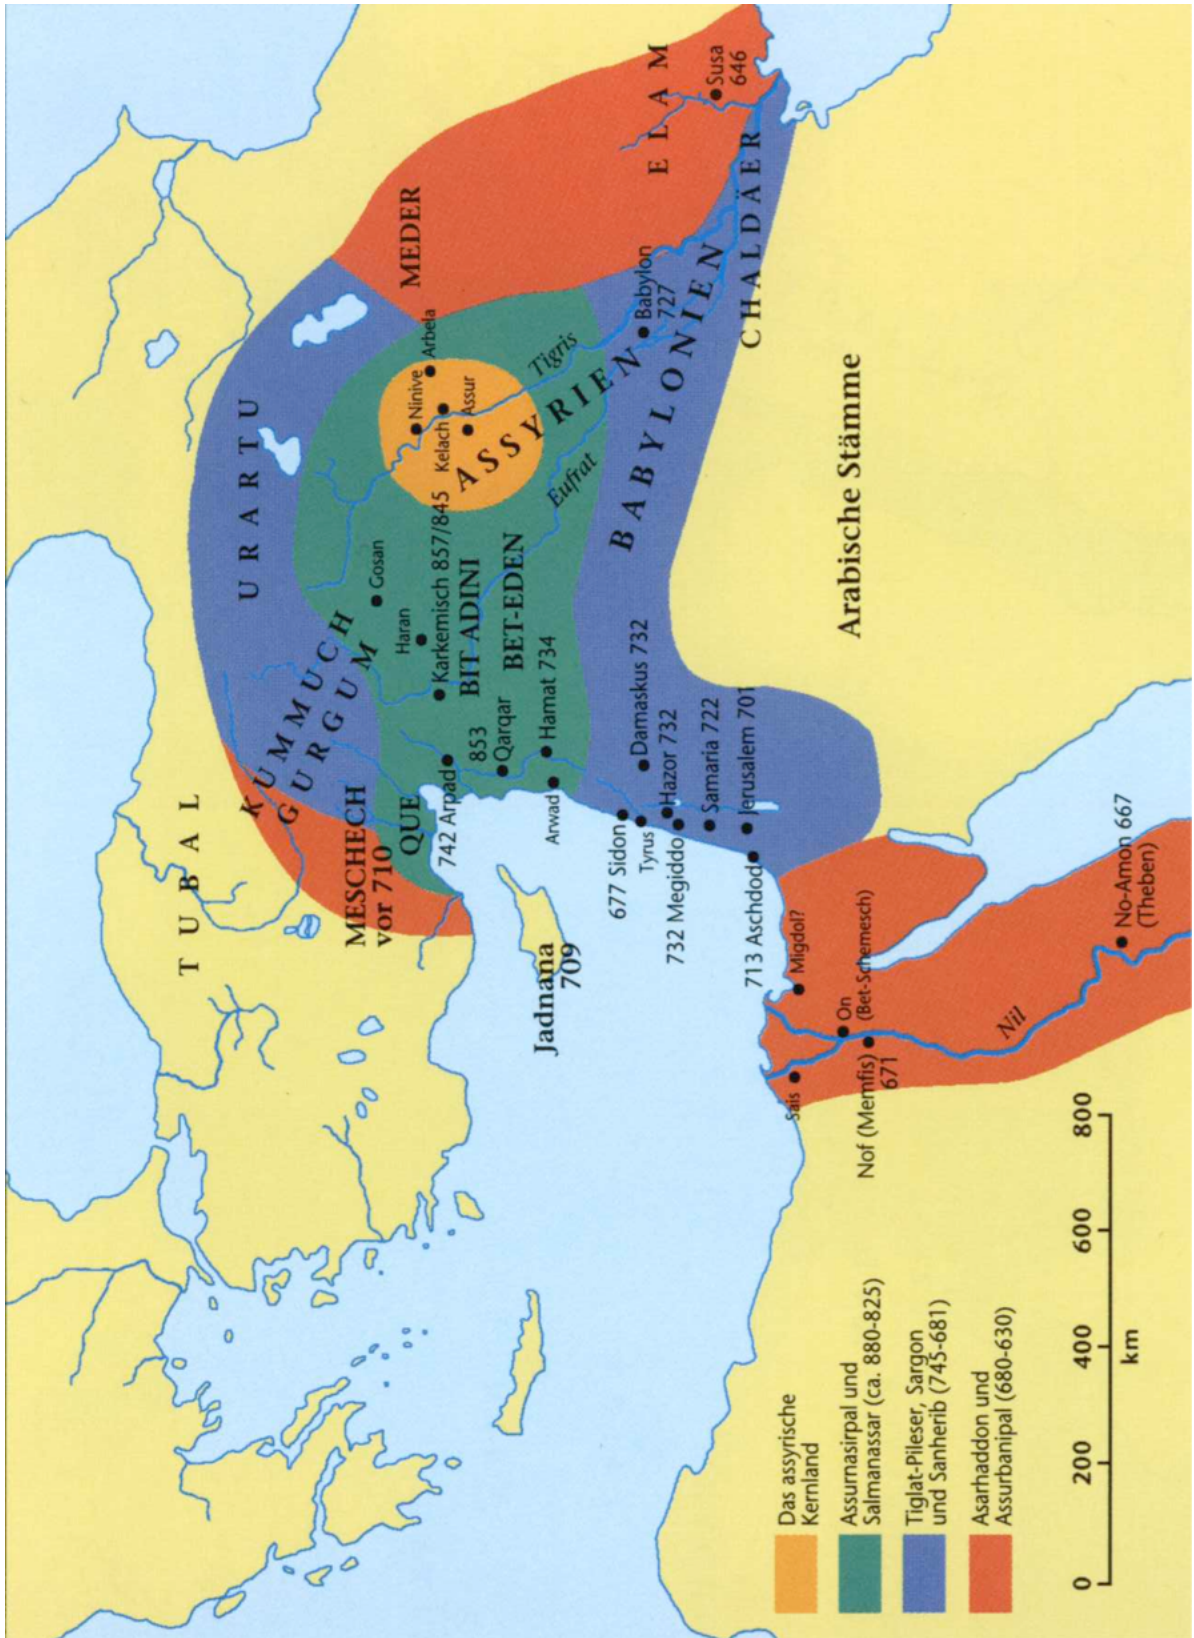 TUBAL
URARTU
KUMMUCH
GURGUM
MESCHECH
vor 710
QUE
MEDER
Gosan
Haran
Ninive
Arbela
Kelach
Assur
Karkemisch 857/845
742 Arpad
BIT ADINI
BET-EDEN
853
Qarqar
Hamat 734
Arwad
ASSYRIEN
Tigris
Eufrat
Jadnana
709
677 Sidon
Tyrus
Damaskus 732
Hazor 732
732 Megiddo
Samaria 722
Jerusalem 701
713 Aschdod
BABYLONIEN
Babylon
727
CHALDÄER
ELAM
Susa
646
Arabische Stämme
Migdol?
Sais
On
(Bet-Schemesch)
Nof (Memfis)
671
Nil
No-Amon 667
(Theben)
Das assyrische
Kernland
Assurnasirpal und
Salmanassar (ca. 880-825)
Tiglat-Pileser, Sargon
und Sanherib (745-681)
Asarhaddon und
Assurbanipal (680-630)
0 200 400 600 800
km